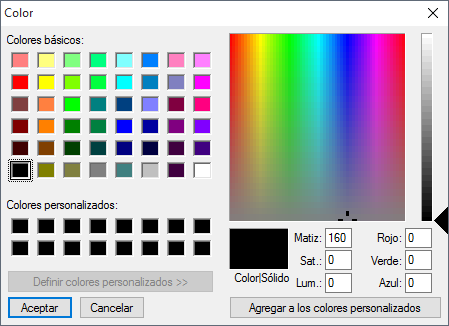 Color
Colores básicos:
Colores personalizados:
Definir colores personalizados >>
Aceptar
Cancelar
Color|Sólido
Matiz: 160
Sat.: 0
Lum.: 0
Rojo: 0
Verde: 0
Azul: 0
Agregar a los colores personalizados